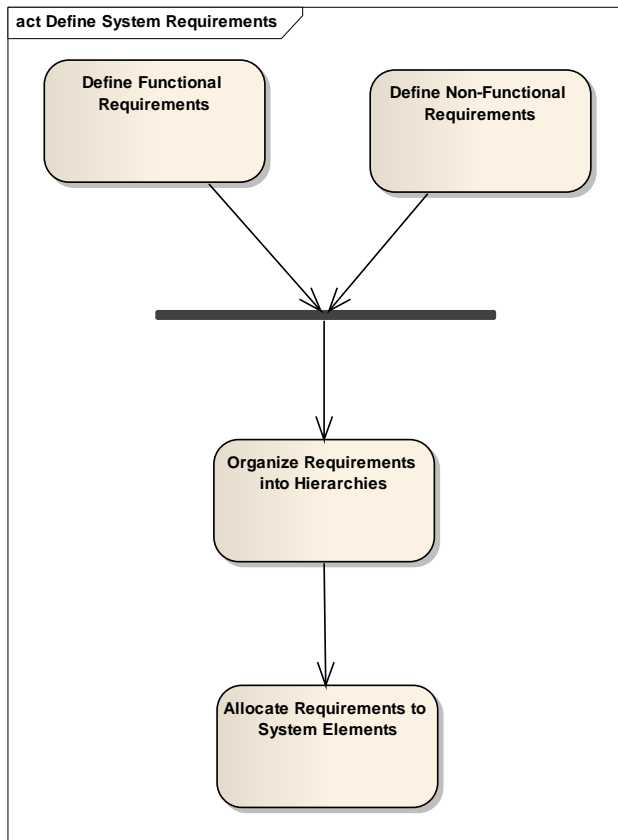 act Define System Requirements
Define Functional
Requirements
Define Non-Functional
Requirements
Organize Requirements
into Hierarchies
Allocate Requirements to
System Elements